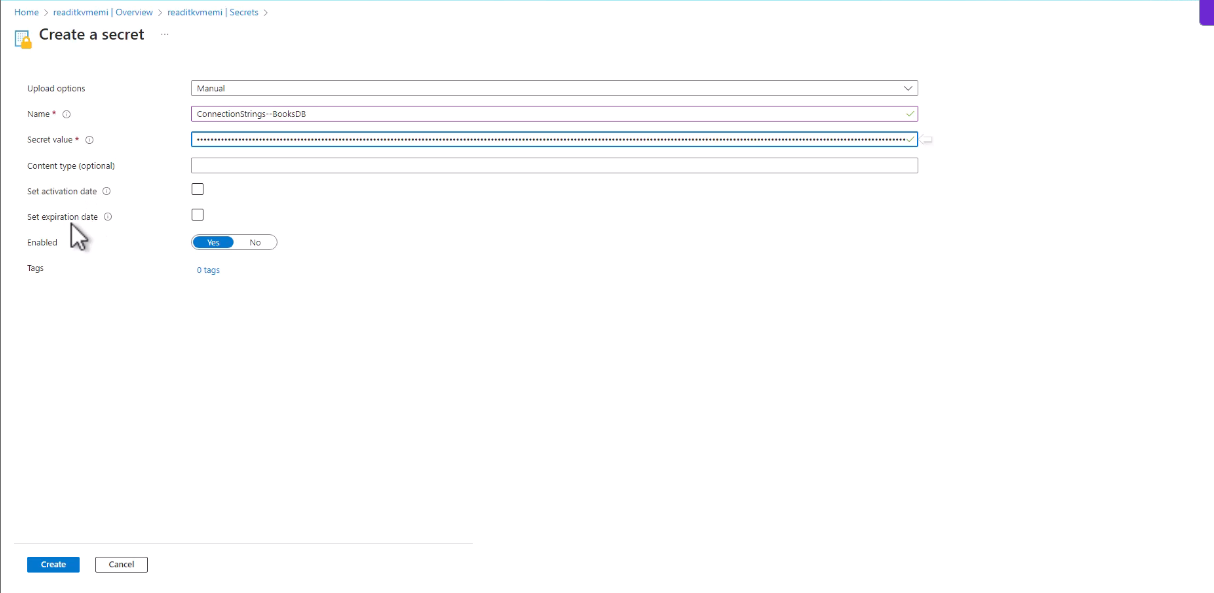 Home > readitkvmemi | Overview > readitkvmemi | Secrets >
Create a secret ...
Upload options Manual
Name * ConnectionStrings--BooksDB
Secret value * ••••••••••••••••••••••••••••••••••••••••••••••••••••••••••••••••
Content type (optional)
Set activation date
Set expiration date
Enabled Yes No
Tags 0 tags
Create Cancel